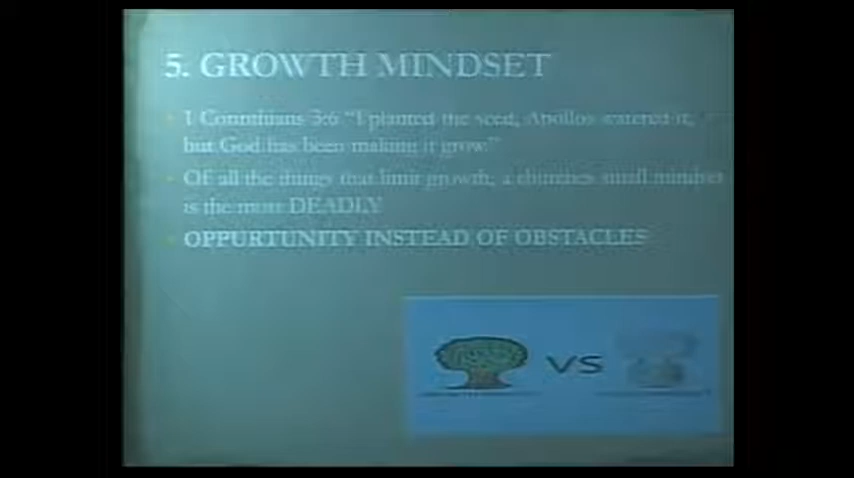 5. GROWTH MINDSET
1 Corinthians 3:6 "I planted the seed, Apollos watered it,
but God has been making it grow."
Of all the things that limit growth, a churches small mindset
is the most DEADLY
OPPURTUNITY INSTEAD OF OBSTACLES
VS